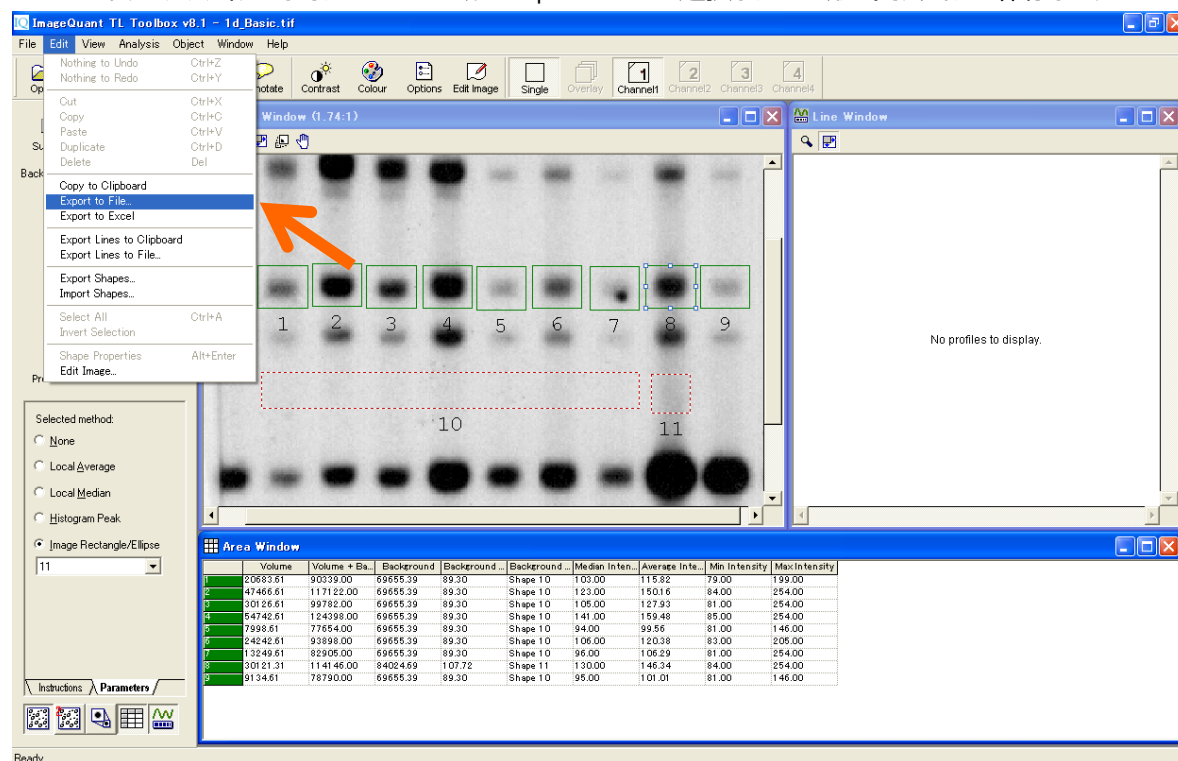 ImageQuant TL Toolbox v8.1 - 1d_Basic.tif
File Edit View Analysis Object Window Help
Contrast Colour Options Edit Image Single Overlay Channel1 Channel2 Channel3 Channel4
Nothing to Undo Ctrl+Z
Nothing to Redo Ctrl+Y
Cut Ctrl+X
Copy Ctrl+C
Paste Ctrl+V
Duplicate Ctrl+D
Delete Del
Copy to Clipboard
Export to File...
Export to Excel
Export Lines to Clipboard
Export Lines to File...
Export Shapes...
Import Shapes...
Select All Ctrl+A
Invert Selection
Shape Properties Alt+Enter
Edit Image...
Window (1.74:1)
1 2 3 4 5 6 7 8 9
10 11
Line Window
No profiles to display.
Selected method:
None
Local Average
Local Median
Histogram Peak
Image Rectangle/Ellipse
11
Instructions Parameters
Area Window
Volume Volume + Ba... Background Background ... Background ... Median Inten... Average Inte... Min Intensity Max Intensity
1 20683.61 90339.00 69655.39 89.30 Shape 10 103.00 115.82 79.00 199.00
2 47466.61 117122.00 69655.39 89.30 Shape 10 123.00 150.16 84.00 254.00
3 30126.61 99782.00 69655.39 89.30 Shape 10 105.00 127.93 81.00 254.00
4 54742.61 124398.00 69655.39 89.30 Shape 10 141.00 159.48 85.00 254.00
5 7998.61 77654.00 69655.39 89.30 Shape 10 94.00 99.56 81.00 146.00
6 24242.61 93898.00 69655.39 89.30 Shape 10 106.00 120.38 83.00 205.00
7 13249.61 82905.00 69655.39 89.30 Shape 10 96.00 106.29 81.00 254.00
8 30121.31 114146.00 84024.69 107.72 Shape 11 130.00 146.34 84.00 254.00
9 9134.61 78790.00 69655.39 89.30 Shape 10 95.00 101.01 81.00 146.00
Ready